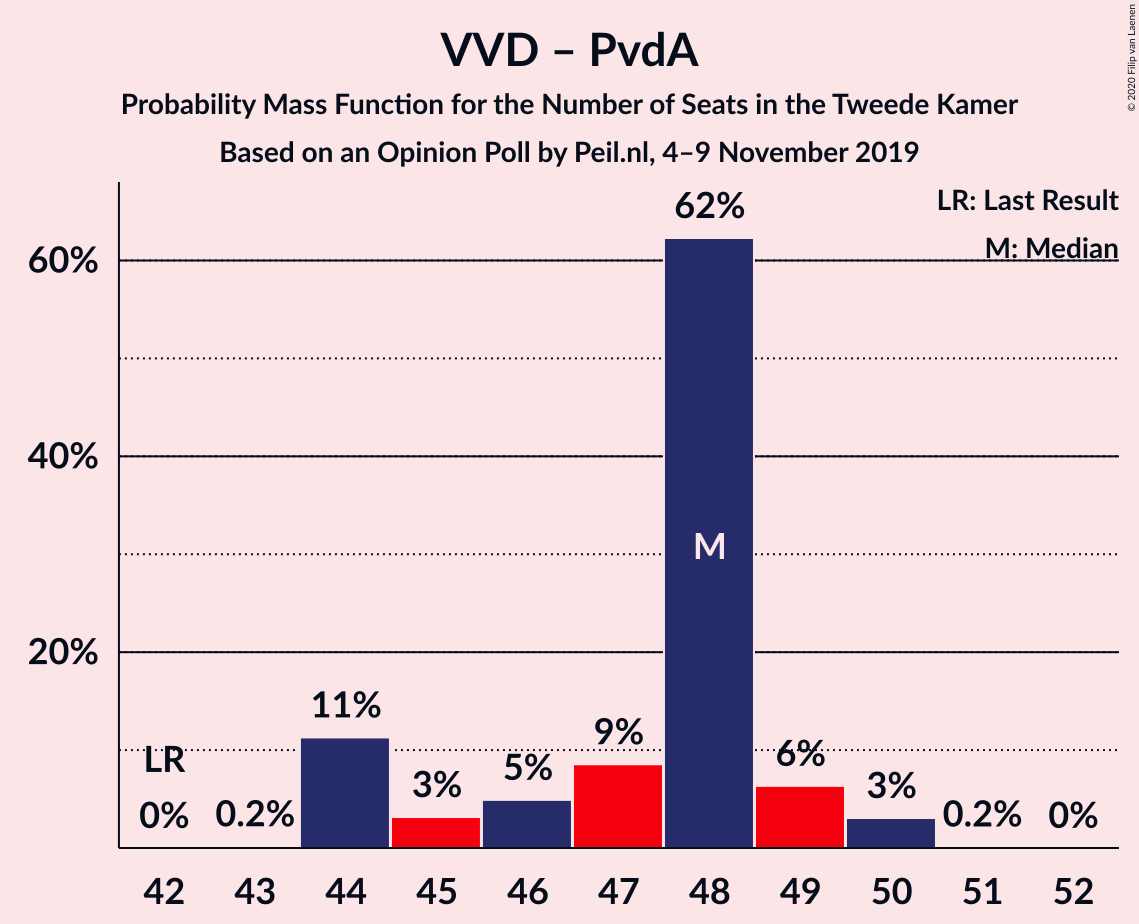 VVD – PvdA
Probability Mass Function for the Number of Seats in the Tweede Kamer
Based on an Opinion Poll by Peil.nl, 4–9 November 2019
© 2020 Filip van Laenen
LR: Last Result
M: Median
60%
40%
20%
LR
0%
0.2%
11%
3%
5%
9%
62%
M
6%
3%
0.2%
0%
42 43 44 45 46 47 48 49 50 51 52